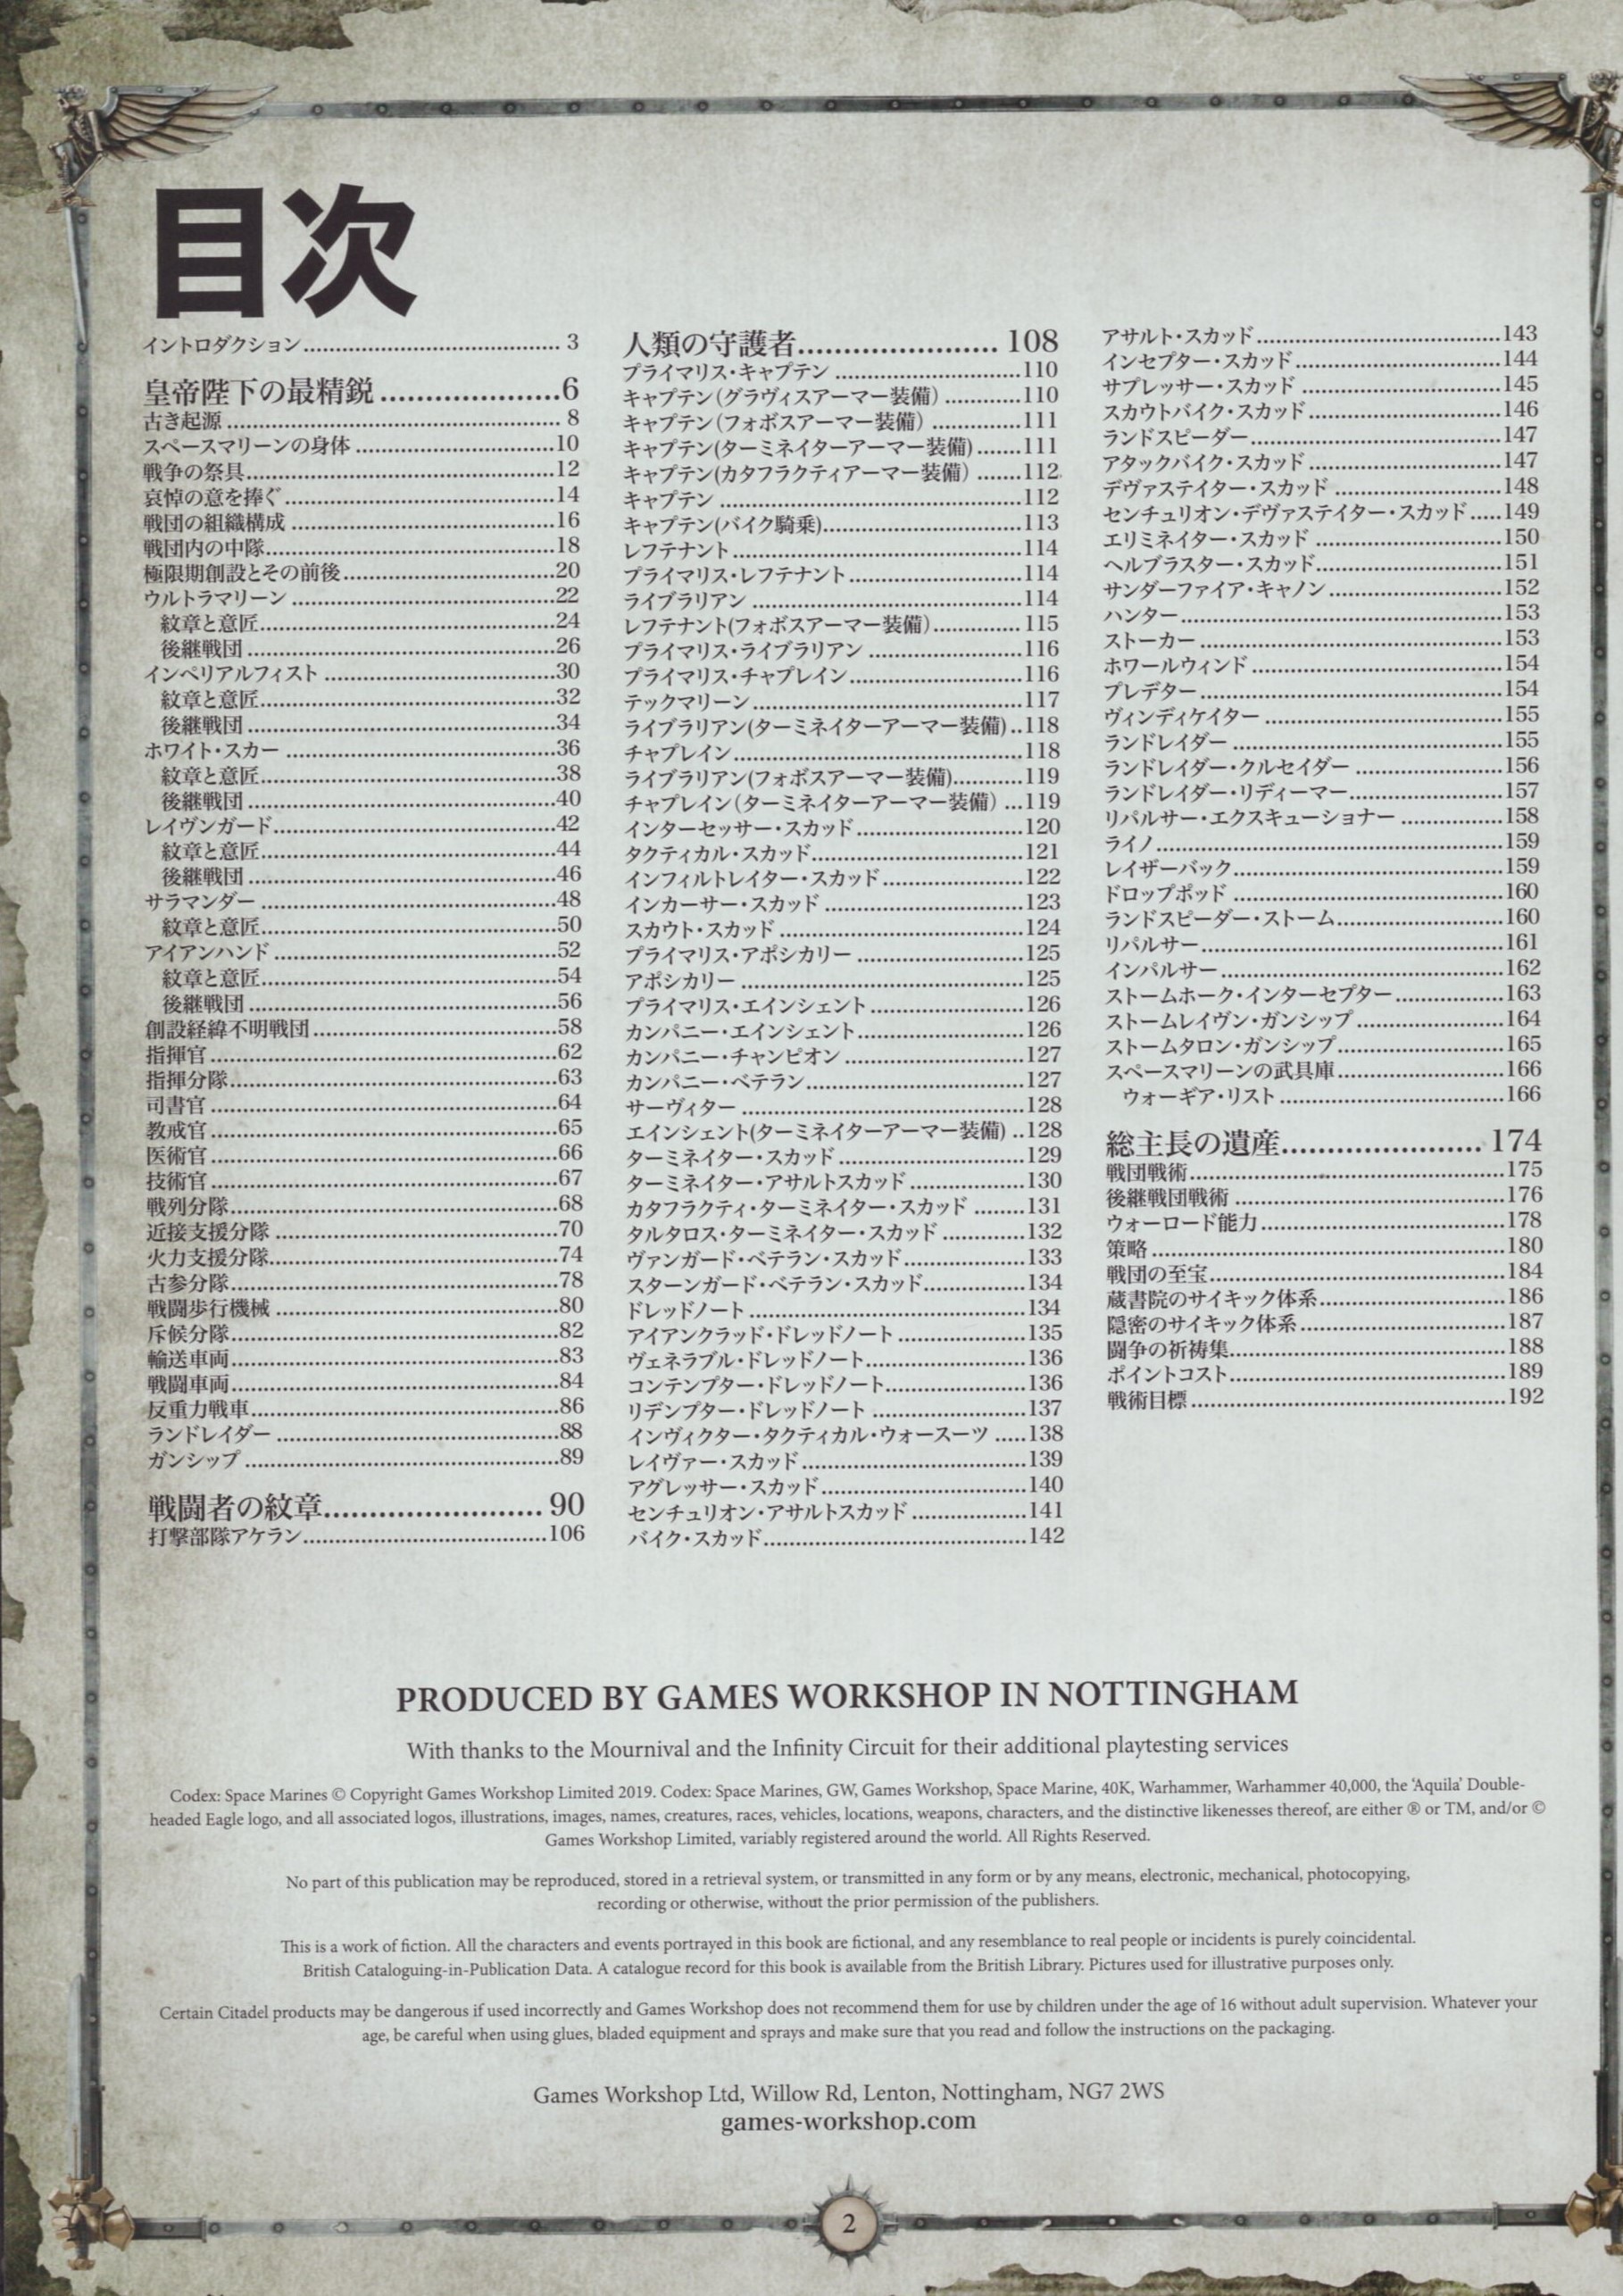 目次
イントロダクション 3
皇帝陛下の最精鋭 6
古き起源 8
スペースマリーンの身体 10
戦争の祭具 12
哀悼の意を捧ぐ 14
戦団の組織構成 16
戦団内の中隊 18
極限期創設とその前後 20
ウルトラマリーン 22
紋章と意匠 24
後継戦団 26
インペリアルフィスト 30
紋章と意匠 32
後継戦団 34
ホワイト・スカー 36
紋章と意匠 38
後継戦団 40
レイヴンガード 42
紋章と意匠 44
後継戦団 46
サラマンダー 48
紋章と意匠 50
アイアンハンド 52
紋章と意匠 54
後継戦団 56
創設経緯不明戦団 58
指揮官 62
指揮分隊 63
司書官 64
教戒官 65
医術官 66
技術官 67
戦列分隊 68
近接支援分隊 70
火力支援分隊 74
古参分隊 78
戦闘歩行機械 80
斥候分隊 82
輸送車両 83
戦闘車両 84
反重力戦車 86
ランドレイダー 88
ガンシップ 89
戦闘者の紋章 90
打撃部隊アケラン 106
人類の守護者 108
プライマリス・キャプテン 110
キャプテン(グラヴィスアーマー装備) 110
キャプテン(フォボスアーマー装備) 111
キャプテン(ターミネイターアーマー装備) 111
キャプテン(カタフラクティアーマー装備) 112
キャプテン 112
キャプテン(バイク騎乗) 113
レフテナント 114
プライマリス・レフテナント 114
ライブラリアン 114
レフテナント(フォボスアーマー装備) 115
プライマリス・ライブラリアン 116
プライマリス・チャプレイン 116
テックマリーン 117
ライブラリアン(ターミネイターアーマー装備) 118
チャプレイン 118
ライブラリアン(フォボスアーマー装備) 119
チャプレイン(ターミネイターアーマー装備) 119
インターセッサー・スカッド 120
タクティカル・スカッド 121
インフィルトレイター・スカッド 122
インカーサー・スカッド 123
スカウト・スカッド 124
プライマリス・アポシカリー 125
アポシカリー 125
プライマリス・エインシェント 126
カンパニー・エインシェント 126
カンパニー・チャンピオン 127
カンパニー・ベテラン 127
サーヴィター 128
エインシェント(ターミネイターアーマー装備) 128
ターミネイター・スカッド 129
ターミネイター・アサルトスカッド 130
カタフラクティ・ターミネイター・スカッド 131
タルタロス・ターミネイター・スカッド 132
ヴァンガード・ベテラン・スカッド 133
スターンガード・ベテラン・スカッド 134
ドレッドノート 134
アイアンクラッド・ドレッドノート 135
ヴェネラブル・ドレッドノート 136
コンテンプター・ドレッドノート 136
リデンプター・ドレッドノート 137
インヴィクター・タクティカル・ウォースーツ 138
レイヴァー・スカッド 139
アグレッサー・スカッド 140
センチュリオン・アサルトスカッド 141
バイク・スカッド 142
アサルト・スカッド 143
インセプター・スカッド 144
サプレッサー・スカッド 145
スカウトバイク・スカッド 146
ランドスピーダー 147
アタックバイク・スカッド 147
デヴァステイター・スカッド 148
センチュリオン・デヴァステイター・スカッド 149
エリミネイター・スカッド 150
ヘルブラスター・スカッド 151
サンダーファイア・キャノン 152
ハンター 153
ストーカー 153
ホワールウィンド 154
プレデター 154
ヴィンディケイター 155
ランドレイダー 155
ランドレイダー・クルセイダー 156
ランドレイダー・リディーマー 157
リパルサー・エクスキューショナー 158
ライノ 159
レイザーバック 159
ドロップポッド 160
ランドスピーダー・ストーム 160
リパルサー 161
インパルサー 162
ストームホーク・インターセプター 163
ストームレイヴン・ガンシップ 164
ストームタロン・ガンシップ 165
スペースマリーンの武具庫 166
ウォーギア・リスト 166
総主長の遺産 174
戦団戦術 175
後継戦団戦術 176
ウォーロード能力 178
策略 180
戦団の至宝 184
蔵書院のサイキック体系 186
隠密のサイキック体系 187
闘争の祈祷集 188
ポイントコスト 189
戦術目標 192
PRODUCED BY GAMES WORKSHOP IN NOTTINGHAM
With thanks to the Mournival and the Infinity Circuit for their additional playtesting services
Codex: Space Marines © Copyright Games Workshop Limited 2019. Codex: Space Marines, GW, Games Workshop, Space Marine, 40K, Warhammer, Warhammer 40,000, the ‘Aquila’ Double-
headed Eagle logo, and all associated logos, illustrations, images, names, creatures, races, vehicles, locations, weapons, characters, and the distinctive likenesses thereof, are either ® or TM, and/or ©
Games Workshop Limited, variably registered around the world. All Rights Reserved.
No part of this publication may be reproduced, stored in a retrieval system, or transmitted in any form or by any means, electronic, mechanical, photocopying,
recording or otherwise, without the prior permission of the publishers.
This is a work of fiction. All the characters and events portrayed in this book are fictional, and any resemblance to real people or incidents is purely coincidental.
British Cataloguing-in-Publication Data. A catalogue record for this book is available from the British Library. Pictures used for illustrative purposes only.
Certain Citadel products may be dangerous if used incorrectly and Games Workshop does not recommend them for use by children under the age of 16 without adult supervision. Whatever your
age, be careful when using glues, bladed equipment and sprays and make sure that you read and follow the instructions on the packaging.
Games Workshop Ltd, Willow Rd, Lenton, Nottingham, NG7 2WS
games-workshop.com
2